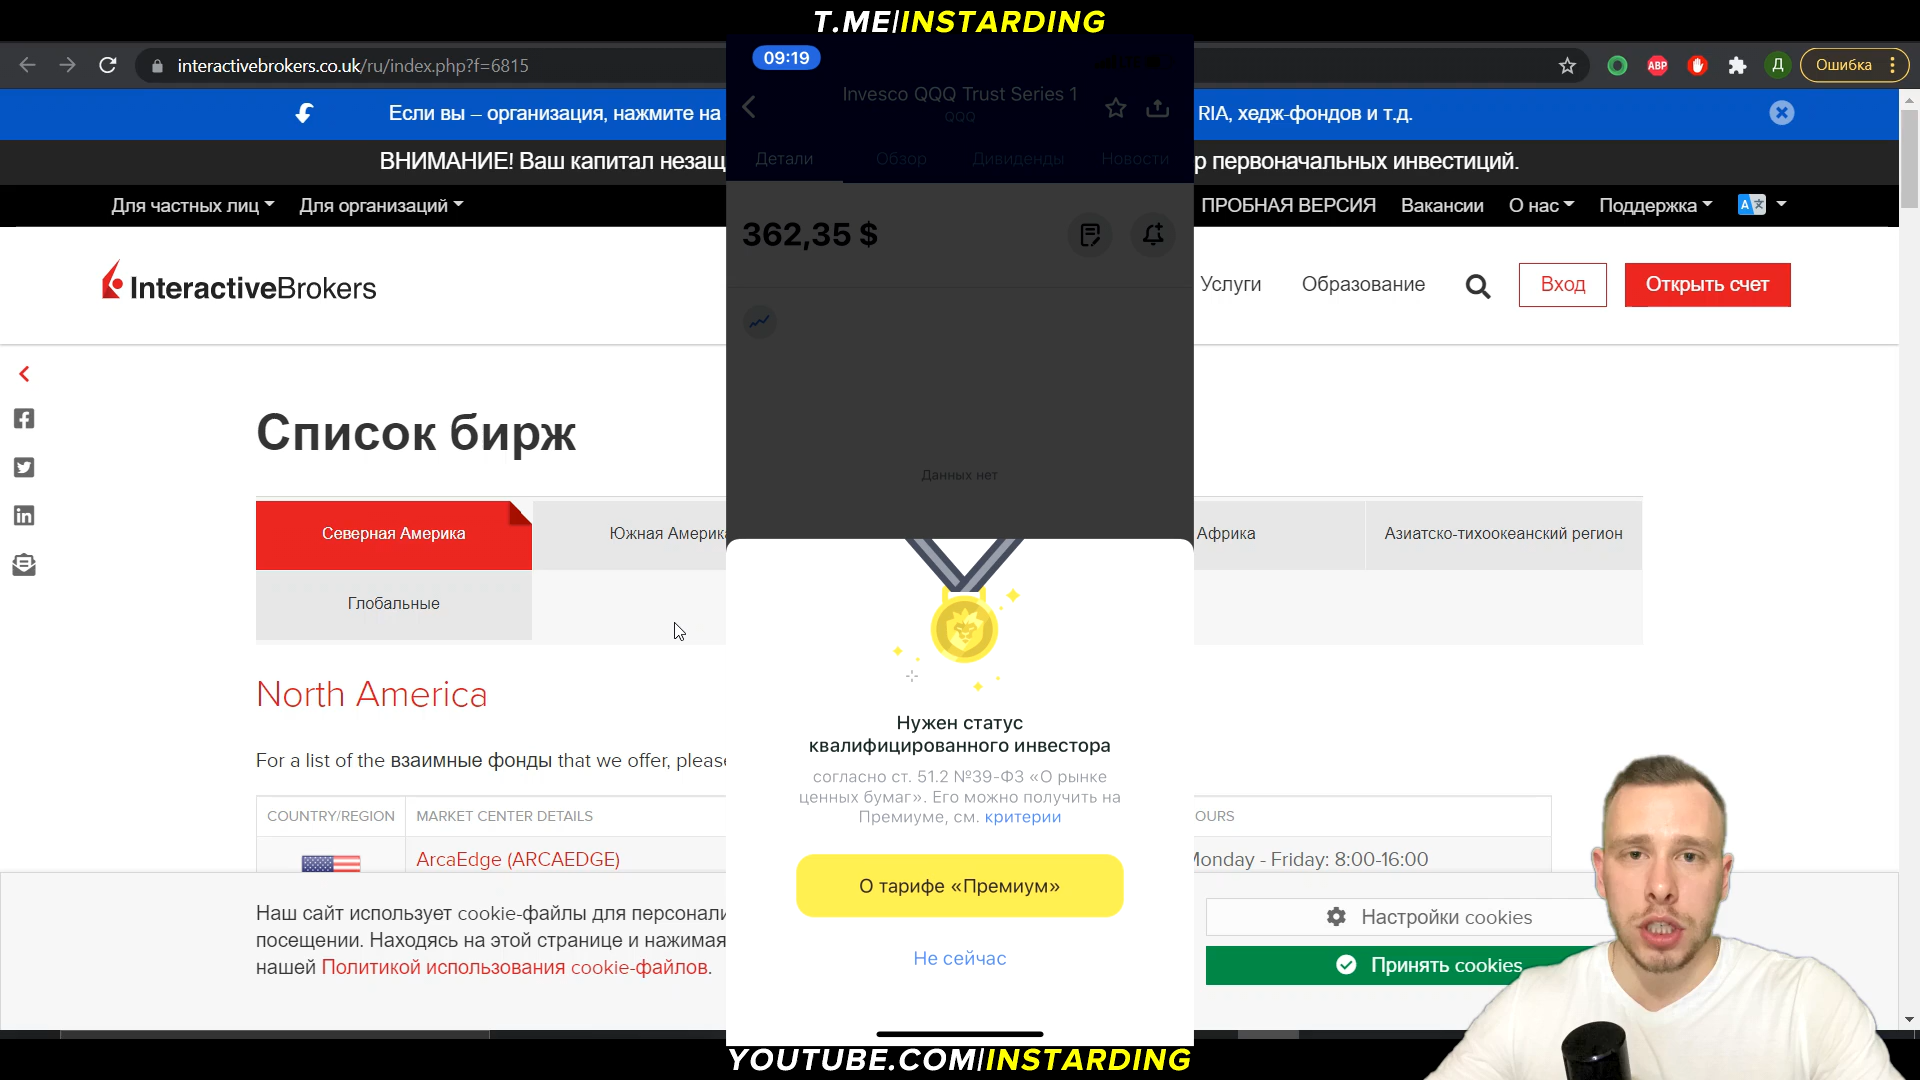 T.ME|INSTARDING
interactivebrokers.co.uk/ru/index.php?f=6815
ABP
Д
Ошибка
Если вы – организация, нажмите на
RIA, хедж-фондов и т.д.
ВНИМАНИЕ! Ваш капитал незащ
р первоначальных инвестиций.
Для частных лиц
Для организаций
ПРОБНАЯ ВЕРСИЯ
Вакансии
О нас
Поддержка
InteractiveBrokers
Услуги
Образование
Вход
Открыть счет
Список бирж
Северная Америка
Южная Америка
Африка
Азиатско-тихоокеанский регион
Глобальные
North America
For a list of the взаимные фонды that we offer, please
COUNTRY/REGION
MARKET CENTER DETAILS
OURS
ArcaEdge (ARCAEDGE)
Monday - Friday: 8:00-16:00
Наш сайт использует cookie-файлы для персонали
посещении. Находясь на этой странице и нажимая
нашей Политикой использования cookie-файлов.
Настройки cookies
Принять cookies
09:19
Invesco QQQ Trust Series 1
QQQ
Детали
Обзор
Дивиденды
Новости
362,35 $
Данных нет
Нужен статус
квалифицированного инвестора
согласно ст. 51.2 №39-ФЗ «О рынке
ценных бумаг». Его можно получить на
Премиуме, см. критерии
О тарифе «Премиум»
Не сейчас
YOUTUBE.COM|INSTARDING